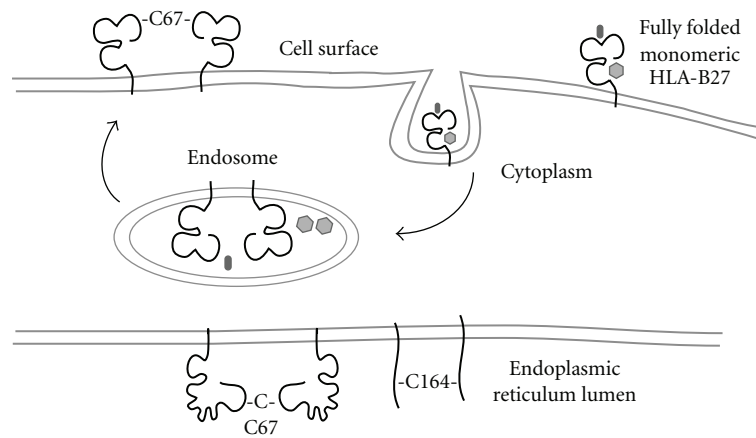 -C67-
Cell surface
Fully folded
monomeric
HLA-B27
Endosome
Cytoplasm
-C164-
Endoplasmic
reticulum lumen
-C-
C67